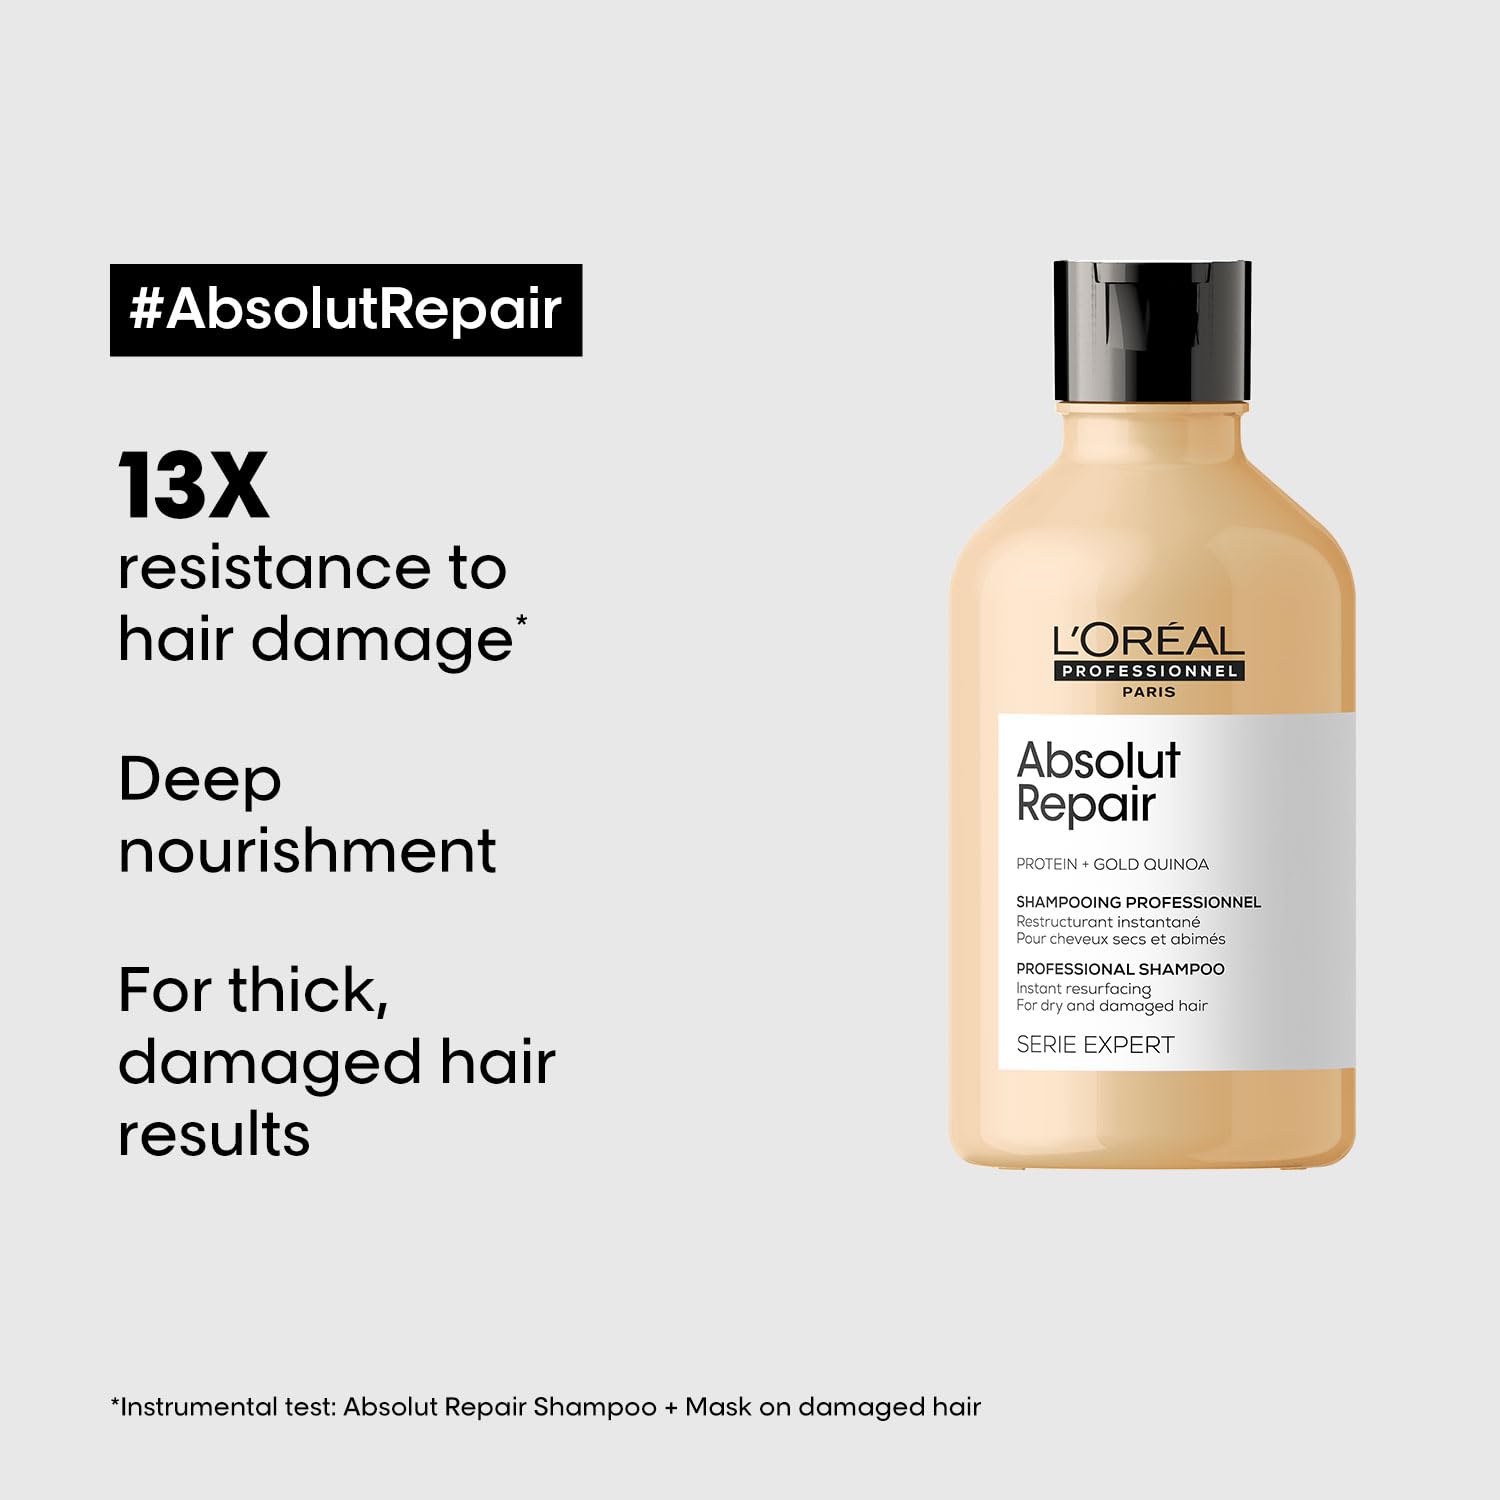 #AbsolutRepair
13X
resistance to
hair damage*
Deep
nourishment
For thick,
damaged hair
results
L'ORÉAL
PROFESSIONNEL
PARIS
Absolut
Repair
PROTEIN + GOLD QUINOA
SHAMPOOING PROFESSIONNEL
Restructurant instantané
Pour cheveux secs et abimés
PROFESSIONAL SHAMPOO
Instant resurfacing
For dry and damaged hair
SERIE EXPERT
*Instrumental test: Absolut Repair Shampoo + Mask on damaged hair